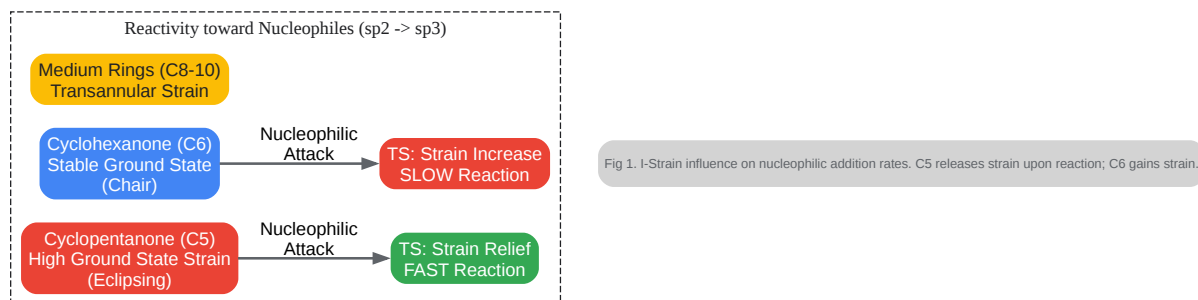 Reactivity toward Nucleophiles (sp2 -> sp3)
Medium Rings (C8-10)
Transannular Strain
Cyclohexanone (C6)
Stable Ground State
(Chair)
Nucleophilic
Attack
TS: Strain Increase
SLOW Reaction
Cyclopentanone (C5)
High Ground State Strain
(Eclipsing)
Nucleophilic
Attack
TS: Strain Relief
FAST Reaction
Fig 1. I-Strain influence on nucleophilic addition rates. C5 releases strain upon reaction; C6 gains strain.